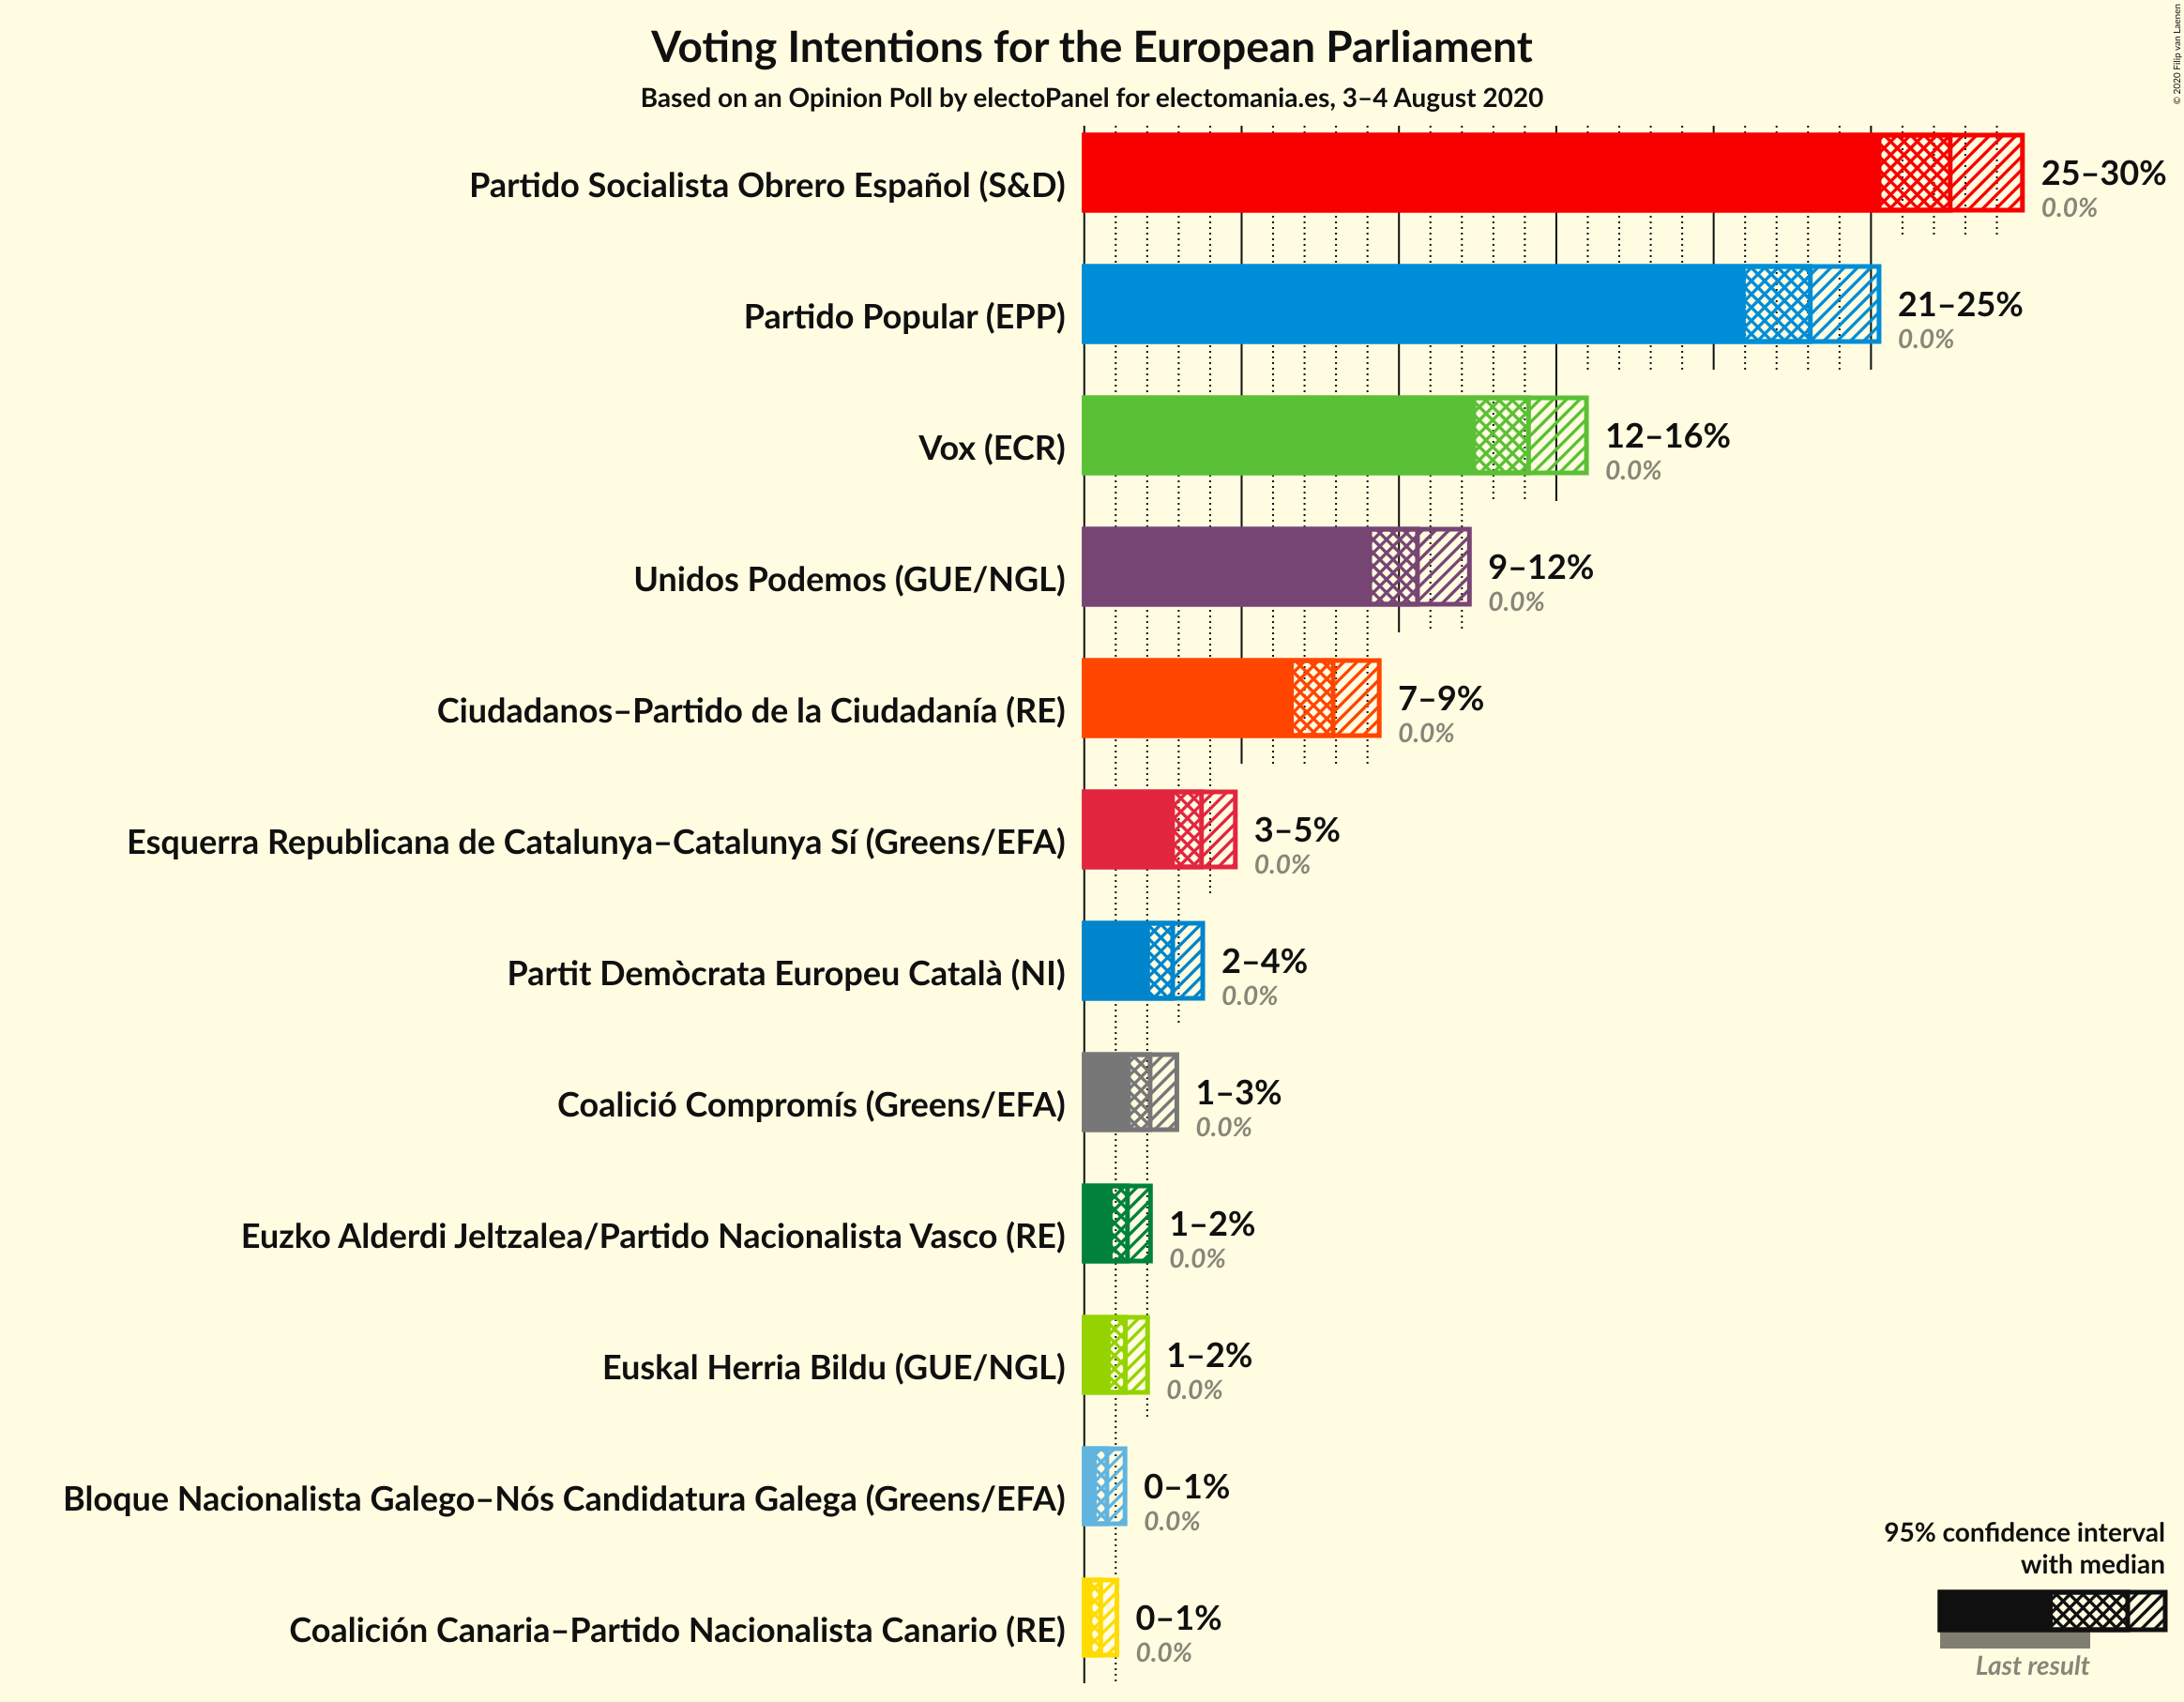 Voting Intentions for the European Parliament
Based on an Opinion Poll by electoPanel for electomania.es, 3–4 August 2020
© 2020 Filip van Laenen
Partido Socialista Obrero Español (S&D)
25–30%
0.0%
Partido Popular (EPP)
21–25%
0.0%
Vox (ECR)
12–16%
0.0%
Unidos Podemos (GUE/NGL)
9–12%
0.0%
Ciudadanos–Partido de la Ciudadanía (RE)
7–9%
0.0%
Esquerra Republicana de Catalunya–Catalunya Sí (Greens/EFA)
3–5%
0.0%
Partit Demòcrata Europeu Català (NI)
2–4%
0.0%
Coalició Compromís (Greens/EFA)
1–3%
0.0%
Euzko Alderdi Jeltzalea/Partido Nacionalista Vasco (RE)
1–2%
0.0%
Euskal Herria Bildu (GUE/NGL)
1–2%
0.0%
Bloque Nacionalista Galego–Nós Candidatura Galega (Greens/EFA)
0–1%
0.0%
Coalición Canaria–Partido Nacionalista Canario (RE)
0–1%
0.0%
95% confidence interval
with median
Last result